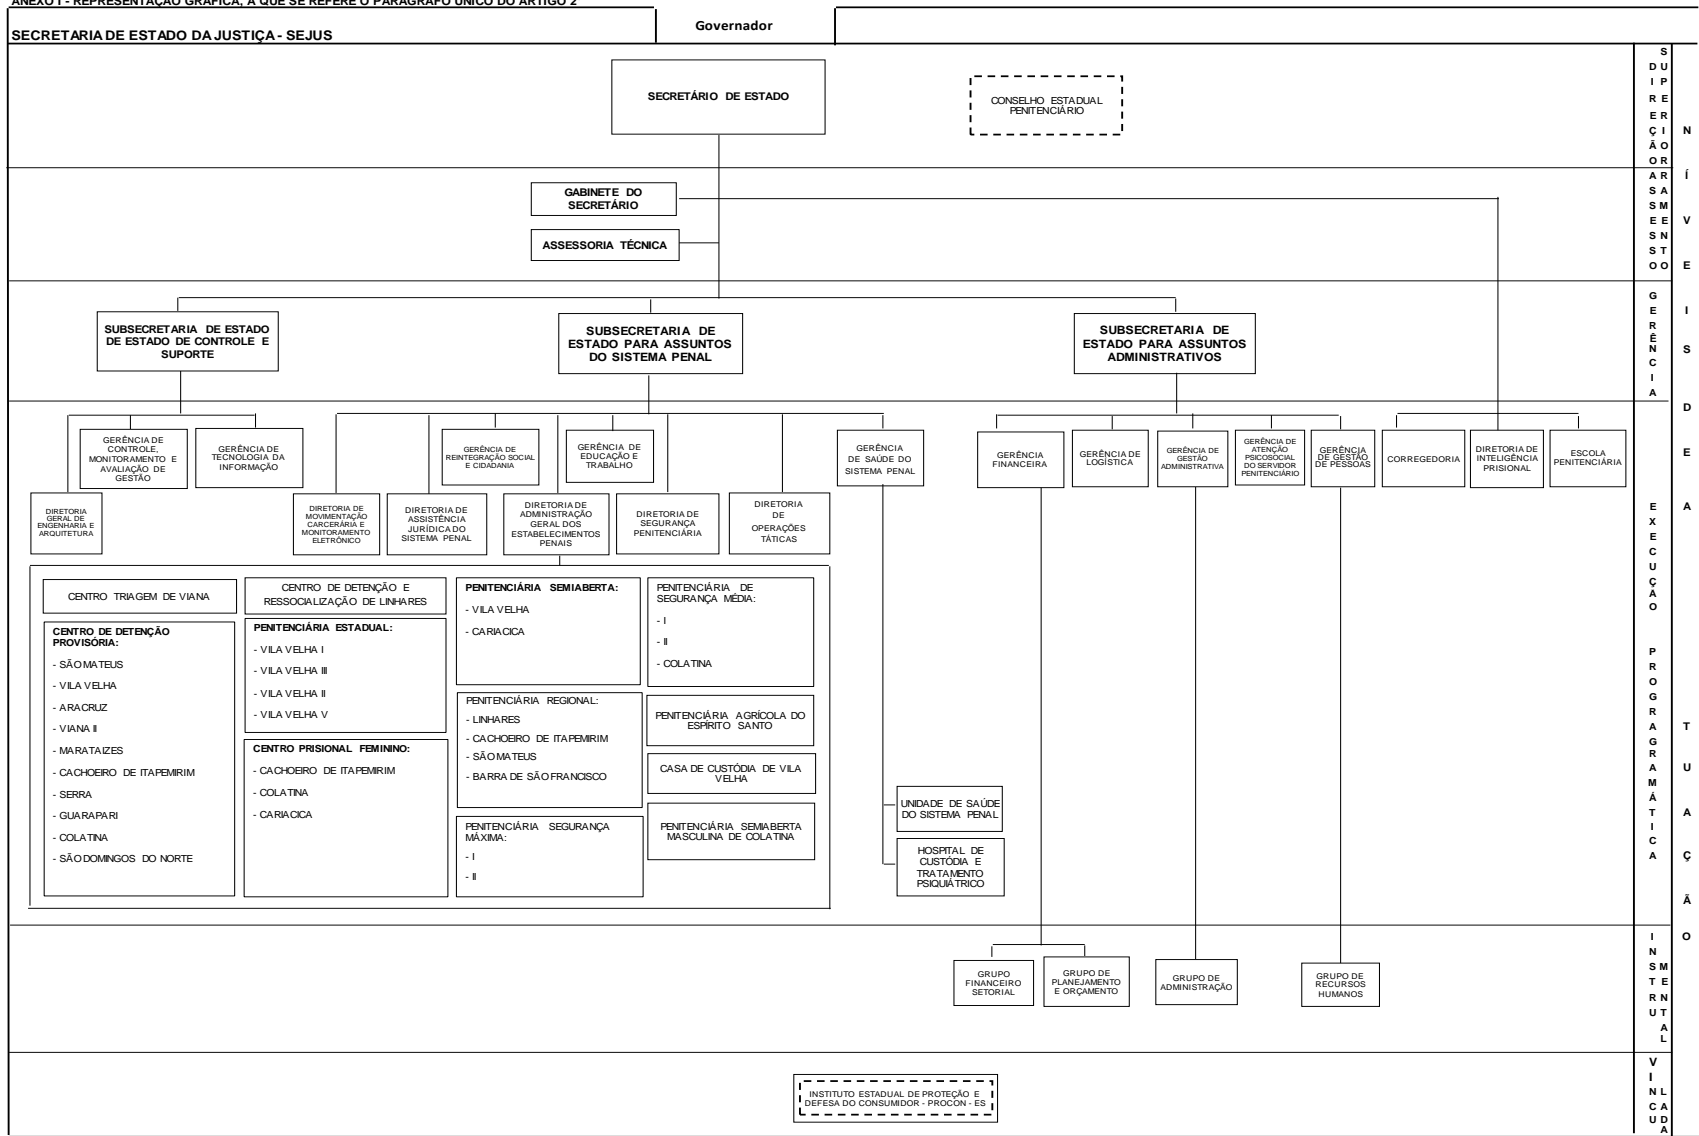 ANEXO I - REPRESENTAÇÃO GRÁFICA, A QUE SE REFERE O PARÁGRAFO ÚNICO DO ARTIGO 2º
SECRETARIA DE ESTADO DA JUSTIÇA - SEJUS
Governador
SECRETÁRIO DE ESTADO
CONSELHO ESTADUAL
PENITENCIÁRIO
GABINETE DO
SECRETÁRIO
ASSESSORIA TÉCNICA
SUBSECRETARIA DE ESTADO
DE ESTADO DE CONTROLE E
SUPORTE
SUBSECRETARIA DE
ESTADO PARA ASSUNTOS
DO SISTEMA PENAL
SUBSECRETARIA DE
ESTADO PARA ASSUNTOS
ADMINISTRATIVOS
GERÊNCIA DE
CONTROLE,
MONITORAMENTO E
AVALIAÇÃO DE
GESTÃO
GERÊNCIA DE
TECNOLOGIA DA
INFORMAÇÃO
GERÊNCIA DE
REINTEGRAÇÃO SOCIAL
E CIDADANIA
GERÊNCIA DE
EDUCAÇÃO E
TRABALHO
GERÊNCIA
DE SAÚDE DO
SISTEMA PENAL
GERÊNCIA
FINANCEIRA
GERÊNCIA DE
LOGÍSTICA
GERÊNCIA DE
GESTÃO
ADMINISTRATIVA
GERÊNCIA DE
ATENÇÃO
PSICOSSOCIAL
DO SERVIDOR
PENITENCIÁRIO
GERÊNCIA
DE GESTÃO
DE PESSOAS
CORREGEDORIA
DIRETORIA DE
INTELIGÊNCIA
PRISIONAL
ESCOLA
PENITENCIÁRIA
DIRETORIA
GERAL DE
ENGENHARIA E
ARQUITETURA
DIRETORIA DE
MOVIMENTAÇÃO
CARCERÁRIA E
MONITORAMENTO
ELETRÔNICO
DIRETORIA DE
ASSISTÊNCIA
JURÍDICA DO
SISTEMA PENAL
DIRETORIA DE
ADMINISTRAÇÃO
GERAL DOS
ESTABELECIMENTOS
PENAIS
DIRETORIA DE
SEGURANÇA
PENITENCIÁRIA
DIRETORIA
DE
OPERAÇÕES
TÁTICAS
CENTRO TRIAGEM DE VIANA
CENTRO DE DETENÇÃO
PROVISÓRIA:
- SÃO MATEUS
- VILA VELHA
- ARACRUZ
- VIANA II
- MARATAIZES
- CACHOEIRO DE ITAPEMIRIM
- SERRA
- GUARAPARI
- COLATINA
- SÃO DOMINGOS DO NORTE
CENTRO DE DETENÇÃO E
RESSOCIALIZAÇÃO DE LINHARES
PENITENCIÁRIA ESTADUAL:
- VILA VELHA I
- VILA VELHA III
- VILA VELHA II
- VILA VELHA V
CENTRO PRISIONAL FEMININO:
- CACHOEIRO DE ITAPEMIRIM
- COLATINA
- CARIACICA
PENITENCIÁRIA SEMIABERTA:
- VILA VELHA
- CARIACICA
PENITENCIÁRIA REGIONAL:
- LINHARES
- CACHOEIRO DE ITAPEMIRIM
- SÃO MATEUS
- BARRA DE SÃO FRANCISCO
PENITENCIÁRIA SEGURANÇA
MÁXIMA:
- I
- II
PENITENCIÁRIA DE
SEGURANÇA MÉDIA:
- I
- II
- COLATINA
PENITENCIÁRIA AGRÍCOLA DO
ESPÍRITO SANTO
CASA DE CUSTÓDIA DE VILA
VELHA
PENITENCIÁRIA SEMIABERTA
MASCULINA DE COLATINA
UNIDADE DE SAÚDE
DO SISTEMA PENAL
HOSPITAL DE
CUSTÓDIA E
TRATAMENTO
PSIQUIÁTRICO
GRUPO
FINANCEIRO
SETORIAL
GRUPO DE
PLANEJAMENTO
E ORÇAMENTO
GRUPO DE
ADMINISTRAÇÃO
GRUPO DE
RECURSOS
HUMANOS
INSTITUTO ESTADUAL DE PROTEÇÃO E
DEFESA DO CONSUMIDOR - PROCON - ES
DIREÇÃO
SUPERIOR
ASSESSO
RAMENTO
GERÊNCIA
EXECUÇÃO PROGRAMÁTICA
INSTRU
MENTAL
VINCU
LADA
NÍVEIS DE ATUAÇÃO